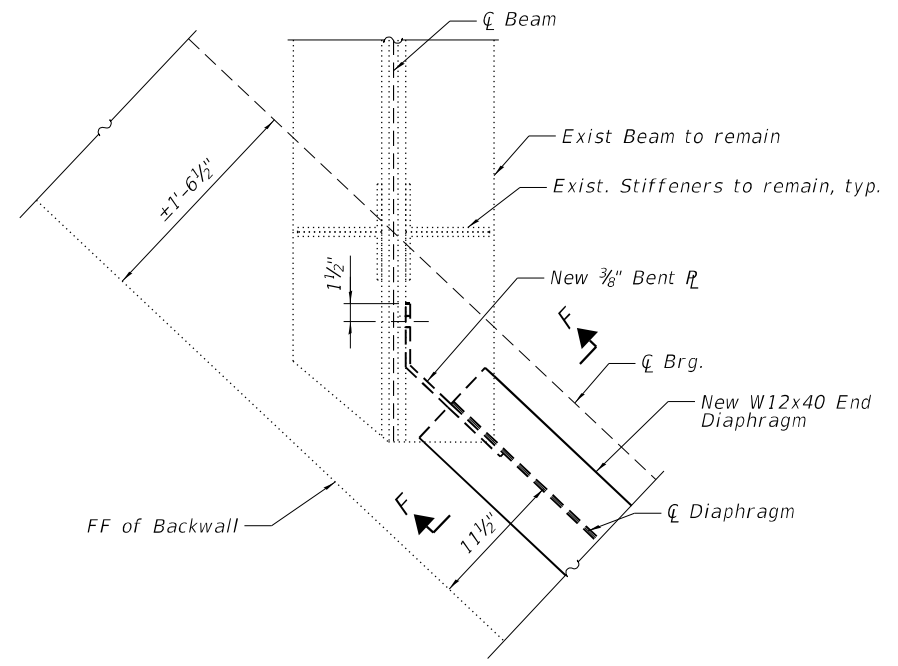 ℄ Beam
Exist Beam to remain
±1'-6½"
Exist. Stiffeners to remain, typ.
1½"
New ⅜" Bent ℙL
F
℄ Brg.
New W12x40 End
Diaphragm
F
℄ Diaphragm
FF of Backwall
11½"